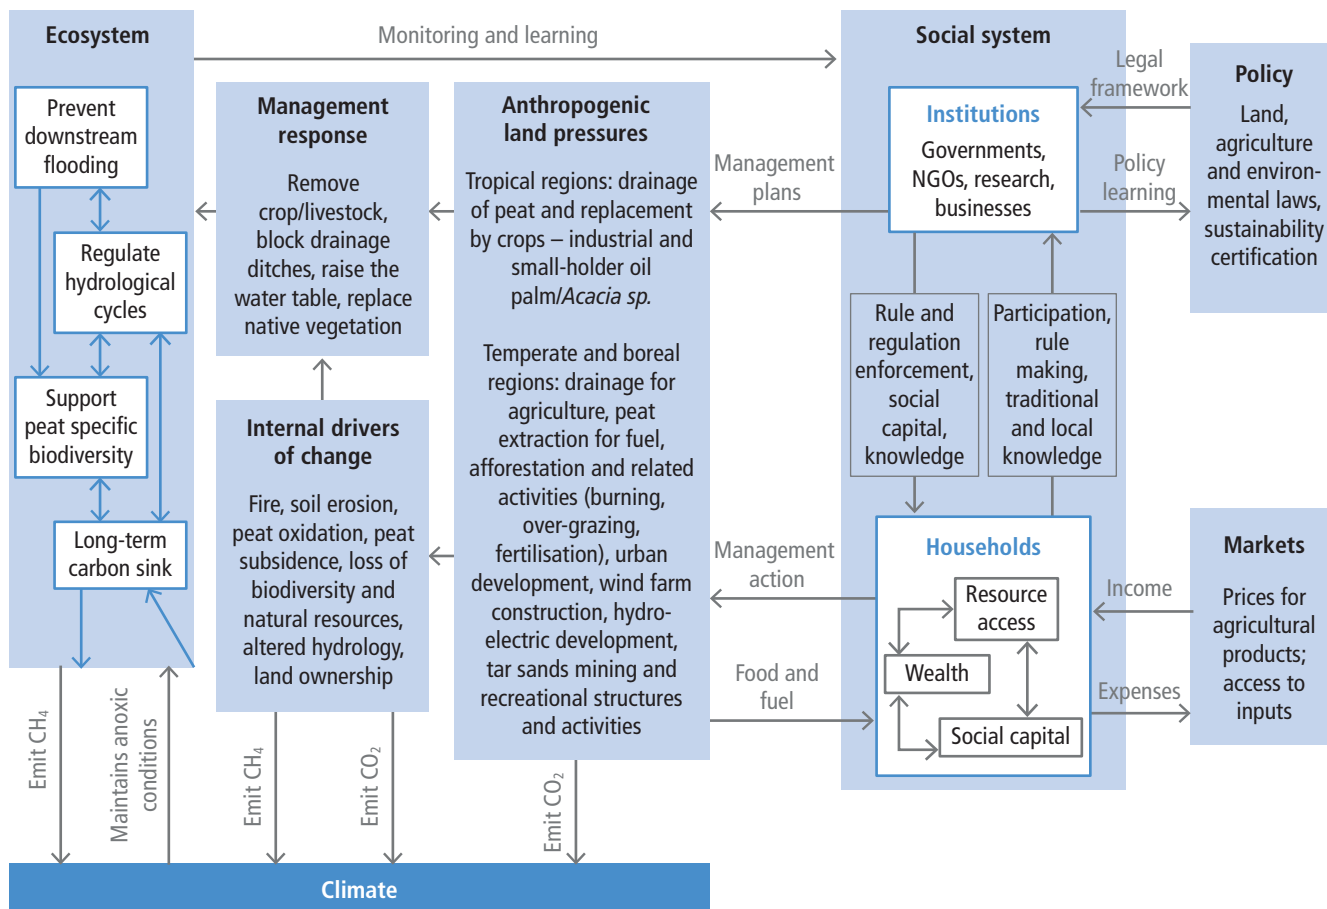 Ecosystem
Monitoring and learning
Social system
Prevent
downstream
flooding
Regulate
hydrological
cycles
Support
peat specific
biodiversity
Long-term
carbon sink
Management
response
Remove
crop/livestock,
block drainage
ditches, raise the
water table, replace
native vegetation
Internal drivers
of change
Fire, soil erosion,
peat oxidation, peat
subsidence, loss of
biodiversity and
natural resources,
altered hydrology,
land ownership
Anthropogenic
land pressures
Tropical regions: drainage
of peat and replacement
by crops – industrial and
small-holder oil
palm/Acacia sp.
Temperate and boreal
regions: drainage for
agriculture, peat
extraction for fuel,
afforestation and related
activities (burning,
over-grazing,
fertilisation), urban
development, wind farm
construction, hydro-
electric development,
tar sands mining and
recreational structures
and activities
Management
plans
Management
action
Food and
fuel
Institutions
Governments,
NGOs, research,
businesses
Rule and
regulation
enforcement,
social
capital,
knowledge
Participation,
rule
making,
traditional
and local
knowledge
Households
Resource
access
Wealth
Social capital
Legal
framework
Policy
learning
Policy
Land,
agriculture
and environ-
mental laws,
sustainability
certification
Income
Expenses
Markets
Prices for
agricultural
products;
access to
inputs
Emit CH₄
Maintains anoxic
conditions
Emit CH₄
Emit CO₂
Emit CO₂
Climate